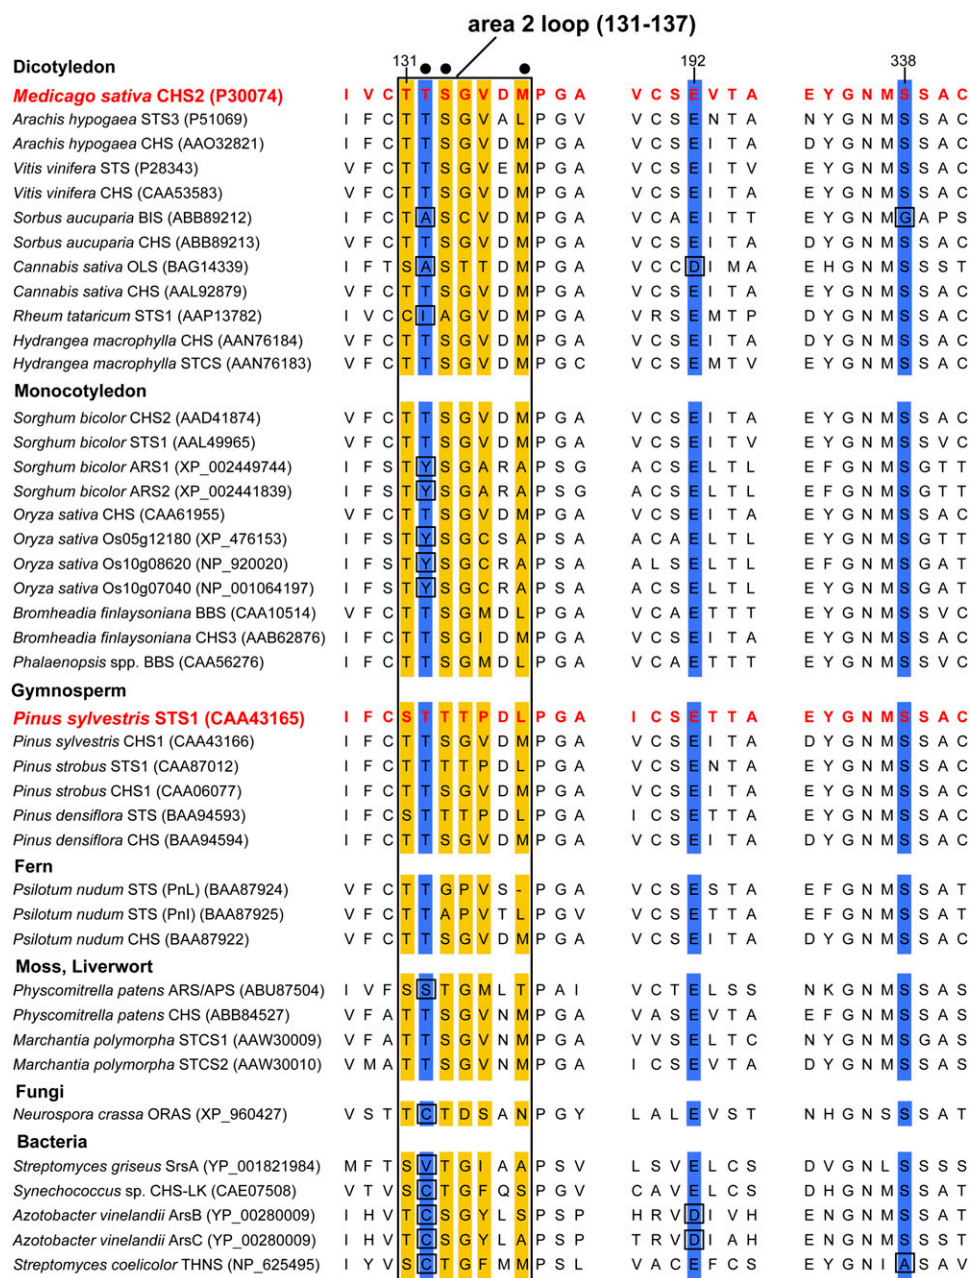 area 2 loop (131-137)
131 ● ● ● 192 338
Dicotyledon
Medicago sativa CHS2 (P30074) I V C T T S G V D M P G A V C S E V T A E Y G N M S S A C
Arachis hypogaea STS3 (P51069) I F C T T S G V A L P G V V C S E N T A N Y G N M S S A C
Arachis hypogaea CHS (AAO32821) I F C T T S G V D M P G A V C S E I T A D Y G N M S S A C
Vitis vinifera STS (P28343) V F C T T S G V E M P G A V C S E I T V E Y G N M S S A C
Vitis vinifera CHS (CAA53583) V F C T T S G V D M P G A V C S E I T A E Y G N M S S A C
Sorbus aucuparia BIS (ABB89212) I F C T A S C V D M P G A V C A E I T T E Y G N M G A P S
Sorbus aucuparia CHS (ABB89213) V F C T T S G V D M P G A V C S E I T A D Y G N M S S A C
Cannabis sativa OLS (BAG14339) I F T S A S T T D M P G A V C C D I M A E H G N M S S S T
Cannabis sativa CHS (AAL92879) V F C T T S G V D M P G A V C S E I T A E Y G N M S S A C
Rheum tataricum STS1 (AAP13782) I V C C I A G V D M P G A V R S E M T P D Y G N M S S A C
Hydrangea macrophylla CHS (AAN76184) V F C T T S G V D M P G A V C S E I T A D Y G N M S S A C
Hydrangea macrophylla STCS (AAN76183) V F C T T S G V D M P G C V C S E M T V E Y G N M S S A C
Monocotyledon
Sorghum bicolor CHS2 (AAD41874) V F C T T S G V D M P G A V C S E I T A E Y G N M S S A C
Sorghum bicolor STS1 (AAL49965) V F C T T S G V D M P G A V C S E I T V E Y G N M S S V C
Sorghum bicolor ARS1 (XP_002449744) I F S T Y S G A R A P S G A C S E L T L E F G N M S G T T
Sorghum bicolor ARS2 (XP_002441839) I F S T Y S G A R A P S G A C S E L T L E F G N M S G T T
Oryza sativa CHS (CAA61955) V F C T T S G V D M P G A V C S E I T A E Y G N M S S A C
Oryza sativa Os05g12180 (XP_476153) I F S T Y S G C S A P S A A C A E L T L E Y G N M S G T T
Oryza sativa Os10g08620 (NP_920020) I F S T Y S G C R A P S A A L S E L T L E F G N M S G A T
Oryza sativa Os10g07040 (NP_001064197) I F S T Y S G C R A P S A A C S E L T L E Y G N M S G A T
Bromheadia finlaysoniana BBS (CAA10514) V F C T T S G M D L P G A V C A E T T T E Y G N M S S V C
Bromheadia finlaysoniana CHS3 (AAB62876) I F C T T S G I D M P G A V C S E I T A E Y G N M S S A C
Phalaenopsis spp. BBS (CAA56276) I F C T T S G M D L P G A V C A E T T T E Y G N M S S V C
Gymnosperm
Pinus sylvestris STS1 (CAA43165) I F C S T T T P D L P G A I C S E T T A E Y G N M S S A C
Pinus sylvestris CHS1 (CAA43166) I F C T T S G V D M P G A V C S E I T A D Y G N M S S A C
Pinus strobus STS1 (CAA87012) V F C T T T T P D L P G A V C S E N T A E Y G N M S S A C
Pinus strobus CHS1 (CAA06077) I F C T T S G V D M P G A V C S E I T A E Y G N M S S A C
Pinus densiflora STS (BAA94593) I F C S T T T P D L P G A I C S E T T A E Y G N M S S A C
Pinus densiflora CHS (BAA94594) I F C T T S G V D M P G A V C S E I T A D Y G N M S S A C
Fern
Psilotum nudum STS (PnL) (BAA87924) V F C T T G P V S - P G A V C S E S T A E F G N M S S A T
Psilotum nudum STS (PnI) (BAA87925) V F C T T A P V T L P G V V C S E T T A E F G N M S S A T
Psilotum nudum CHS (BAA87922) V F C T T S G V D M P G A V C S E I T A D Y G N M S S A C
Moss, Liverwort
Physcomitrella patens ARS/APS (ABU87504) I V F S S T G M L T P A I V C T E L S S N K G N M S S A S
Physcomitrella patens CHS (ABB84527) V F A T T S G V N M P G A V A S E V T A E F G N M S S A S
Marchantia polymorpha STCS1 (AAW30009) V F A T T S G V N M P G A V V S E L T C N Y G N M S G A S
Marchantia polymorpha STCS2 (AAW30010) V M A T T S G V N M P G A I C S E V T A E Y G N M S S A S
Fungi
Neurospora crassa ORAS (XP_960427) V S T T C T D S A N P G Y L A L E V S T N H G N S S S A T
Bacteria
Streptomyces griseus SrsA (YP_001821984) M F T S V T G I A A P S V L S V E L C S D V G N L S S S S
Synechococcus sp. CHS-LK (CAE07508) V T V S C T G F Q S P G V C A V E L C S D H G N M S S A T
Azotobacter vinelandii ArsB (YP_00280009) I H V T C S G Y L S P S P H R V D I V H E N G N M S S A T
Azotobacter vinelandii ArsC (YP_00280009) I H V T C S G Y L A P S P T R V D I A H E N G N M S S S T
Streptomyces coelicolor THNS (NP_625495) I Y V S C T G F M M P S L V A C E F C S E Y G N I A S A V